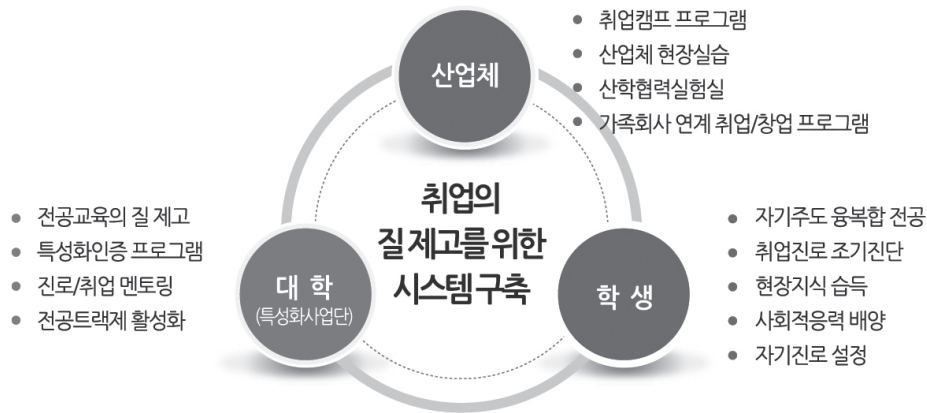 산업체
취업캠프 프로그램
산업체 현장실습
산학협력실험실
가족회사 연계 취업/창업 프로그램
취업의
질 제고를 위한
시스템 구축
대 학
(특성화사업단)
전공교육의 질 제고
특성화인증 프로그램
진로/취업 멘토링
전공트랙제 활성화
학 생
자기주도 융복합 전공
취업진로 조기진단
현장지식 습득
사회적응력 배양
자기진로 설정